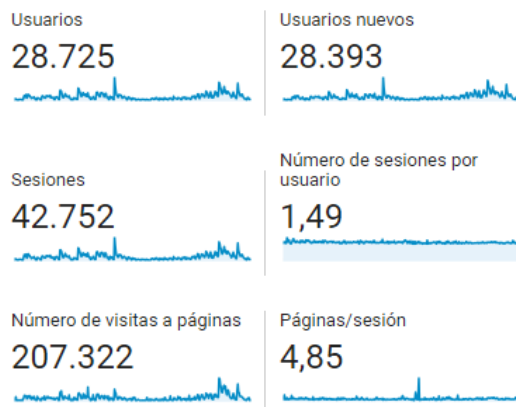 Usuarios
28.725
Usuarios nuevos
28.393
Sesiones
42.752
Número de sesiones por
usuario
1,49
Número de visitas a páginas
207.322
Páginas/sesión
4,85